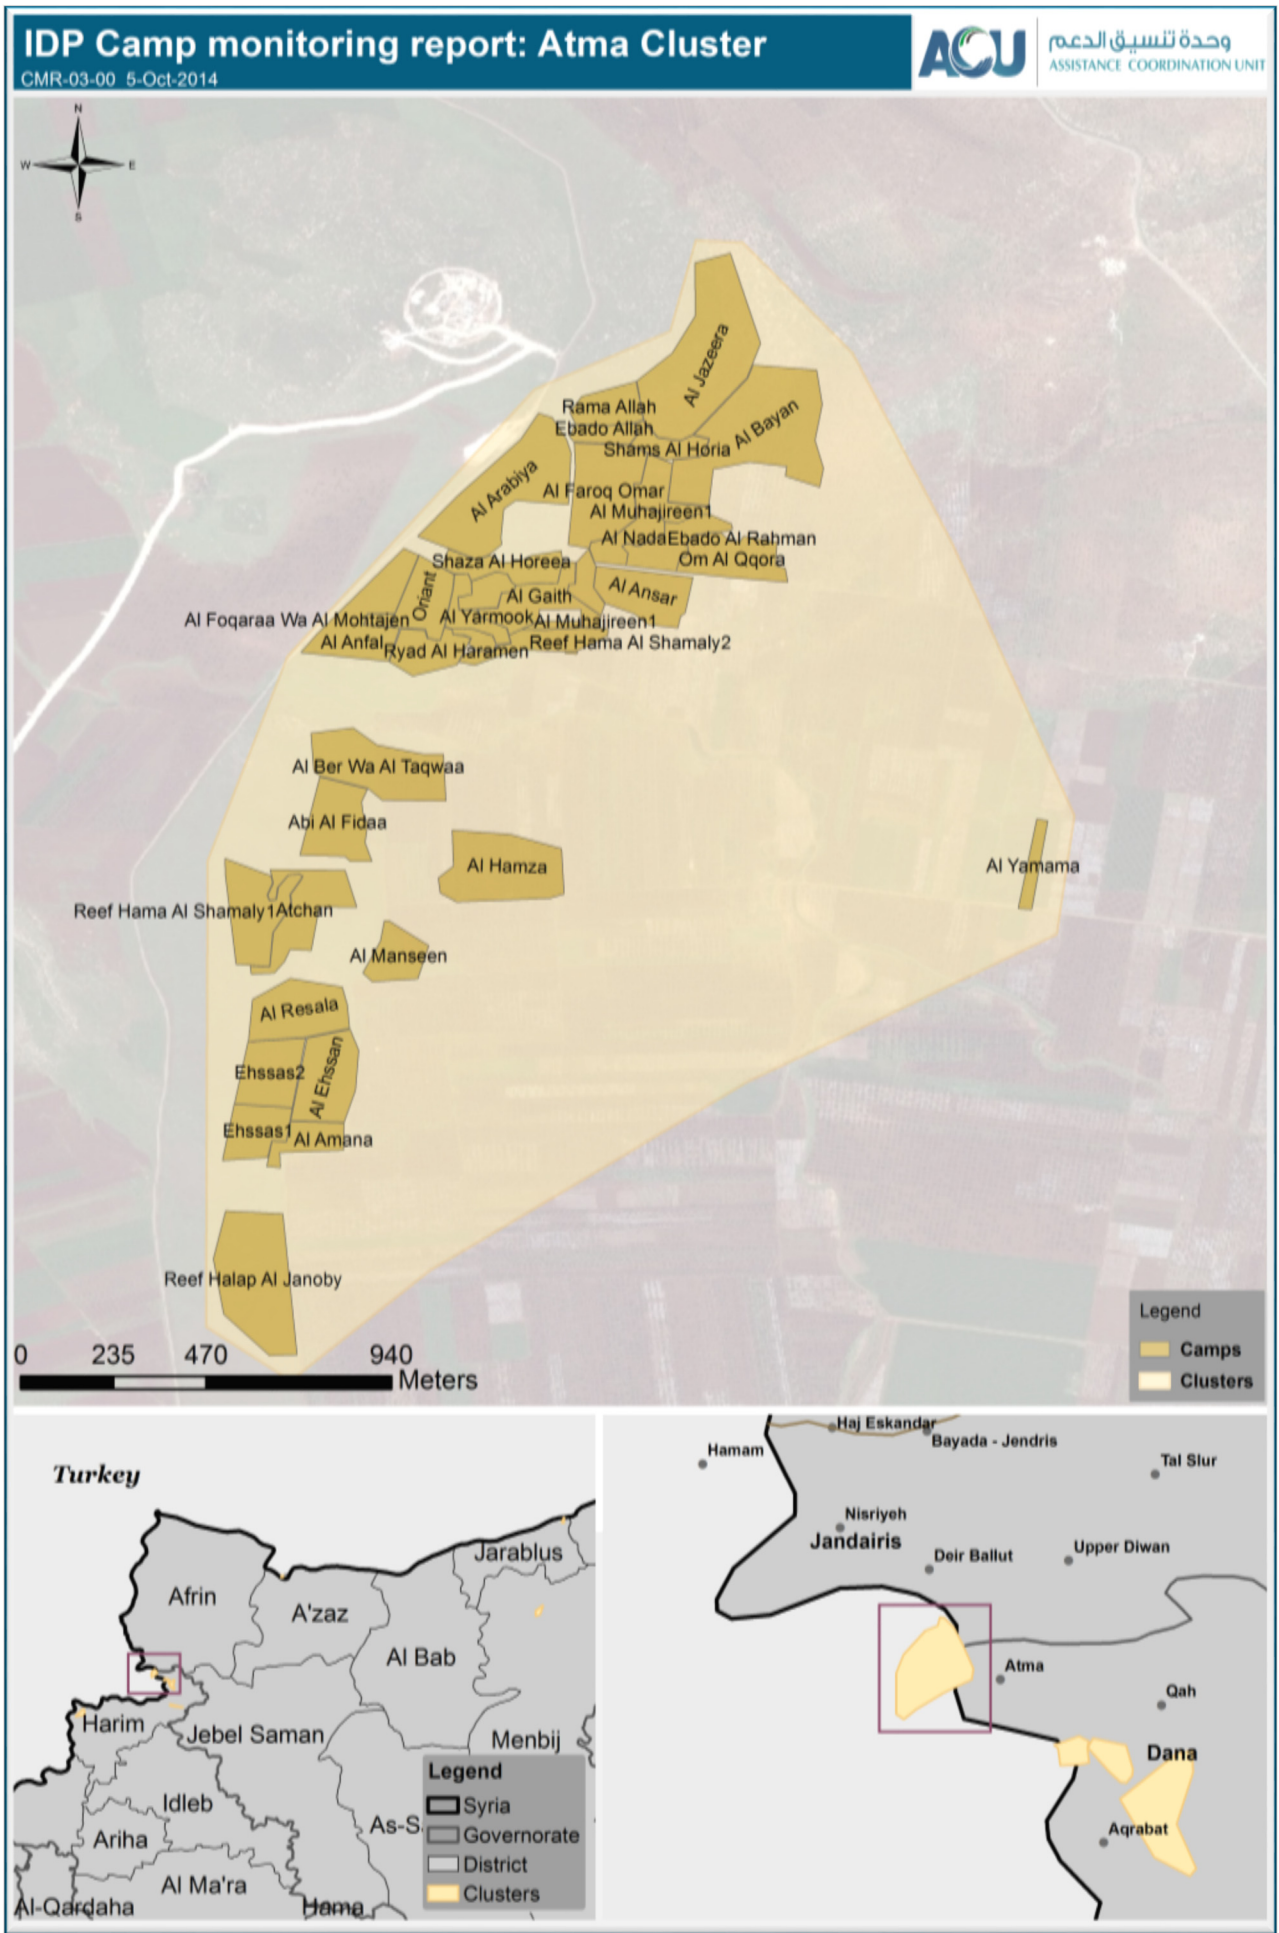 IDP Camp monitoring report: Atma Cluster
CMR-03-00 5-Oct-2014
ACU
وحدة تنسيق الدعم
ASSISTANCE COORDINATION UNIT
N
W
E
S
Al Jazeera
Rama Allah
Ebado Allah
Al Bayan
Shams Al Horia
Al Arabiya
Al Faroq Omar
Al Muhajireen1
Al Nada
Ebado Al Rahman
Shaza Al Horeea
Om Al Qqora
Oriant
Al Gaith
Al Ansar
Al Foqaraa Wa Al Mohtajen
Al Yarmook
Al Muhajireen1
Al Anfal
Ryad Al Haramen
Reef Hama Al Shamaly2
Al Ber Wa Al Taqwaa
Abi Al Fidaa
Al Hamza
Al Yamama
Reef Hama Al Shamaly1
Atchan
Al Manseen
Al Resala
Ehssas2
Al Ehssan
Ehssas1
Al Amana
Reef Halap Al Janoby
0 235 470 940
Meters
Legend
Camps
Clusters
Turkey
Afrin
A'zaz
Jarablus
Al Bab
Harim
Jebel Saman
Menbij
Idleb
Ariha
As-S
Al Ma'ra
Al-Qardaha
Hama
Legend
Syria
Governorate
District
Clusters
Haj Eskandar
Hamam
Bayada - Jendris
Tal Slur
Nisriyeh
Jandairis
Deir Ballut
Upper Diwan
Atma
Qah
Dana
Aqrabat